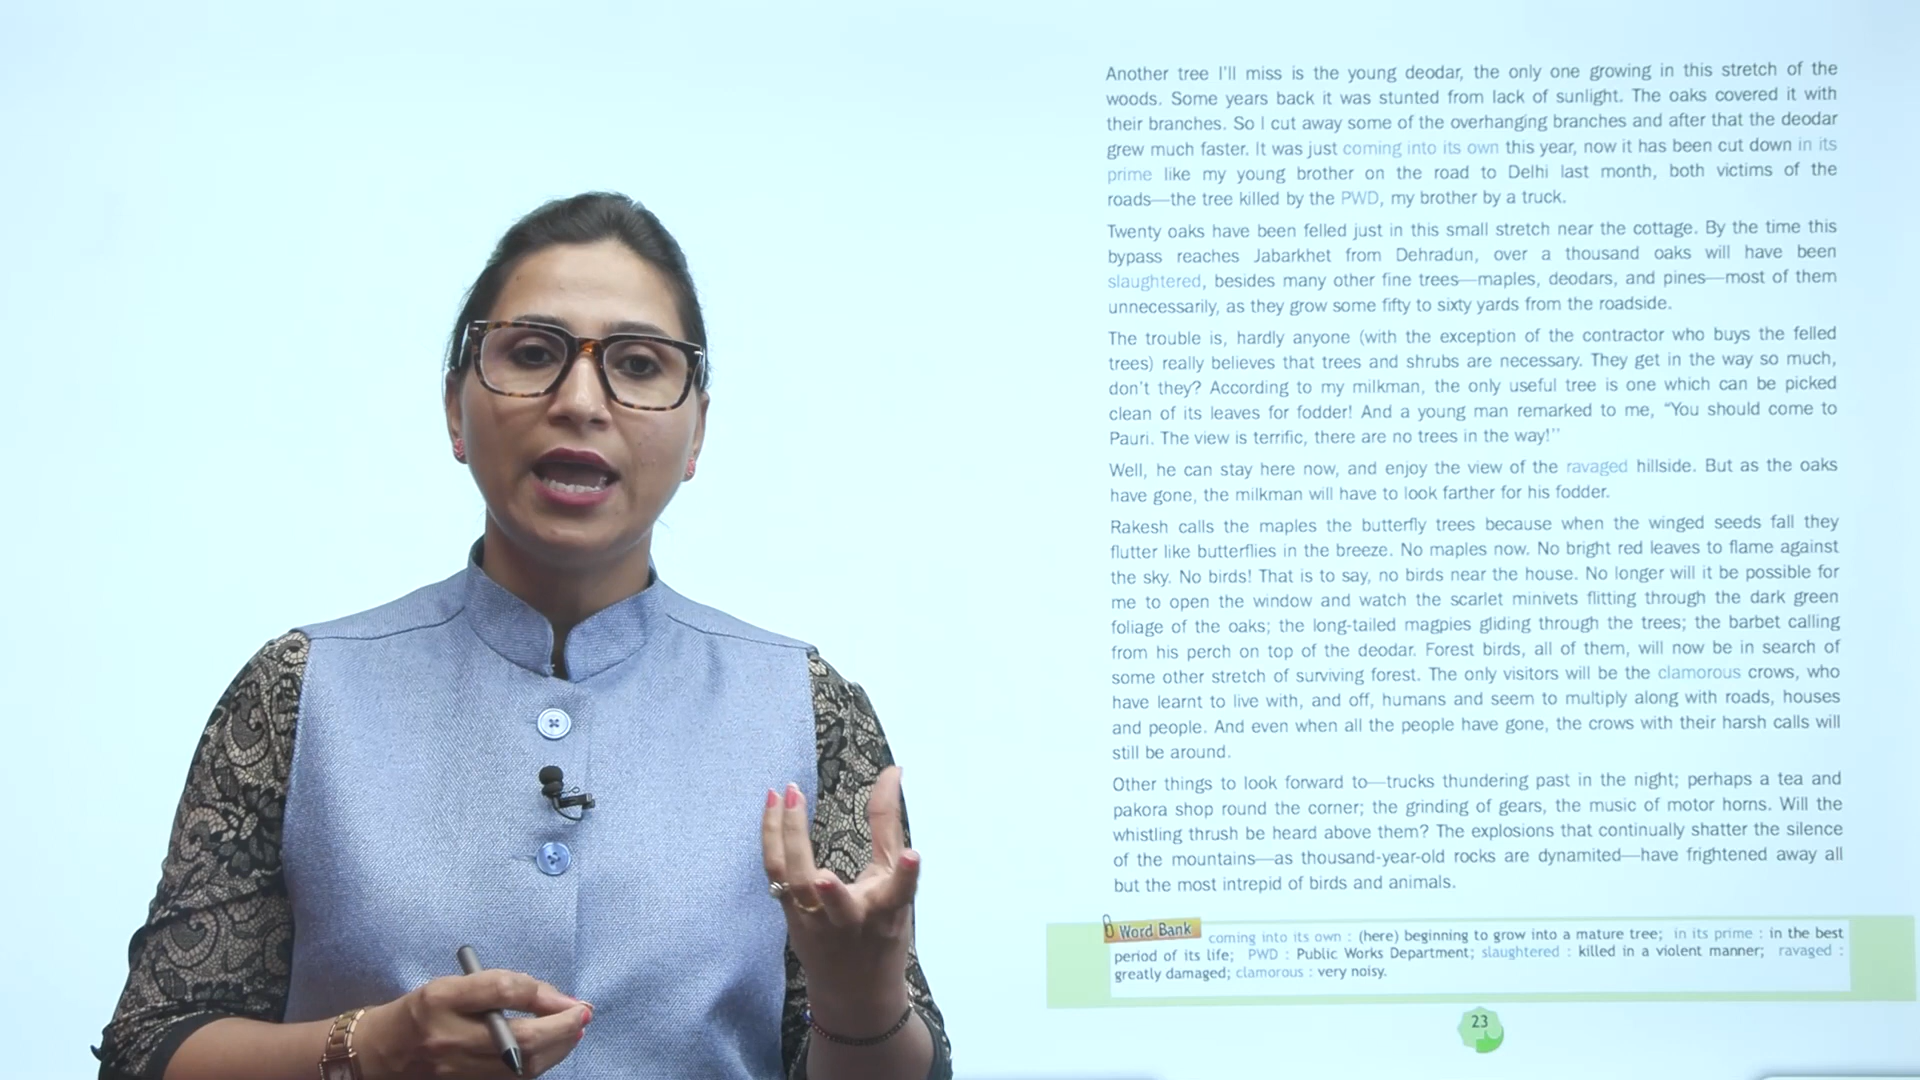 Another tree I'll miss is the young deodar, the only one growing in this stretch of the
woods. Some years back it was stunted from lack of sunlight. The oaks covered it with
their branches. So I cut away some of the overhanging branches and after that the deodar
grew much faster. It was just coming into its own this year, now it has been cut down in its
prime like my young brother on the road to Delhi last month, both victims of the
roads—the tree killed by the PWD, my brother by a truck.
Twenty oaks have been felled just in this small stretch near the cottage. By the time this
bypass reaches Jabarkhet from Dehradun, over a thousand oaks will have been
slaughtered, besides many other fine trees—maples, deodars, and pines—most of them
unnecessarily, as they grow some fifty to sixty yards from the roadside.
The trouble is, hardly anyone (with the exception of the contractor who buys the felled
trees) really believes that trees and shrubs are necessary. They get in the way so much,
don't they? According to my milkman, the only useful tree is one which can be picked
clean of its leaves for fodder! And a young man remarked to me, "You should come to
Pauri. The view is terrific, there are no trees in the way!''
Well, he can stay here now, and enjoy the view of the ravaged hillside. But as the oaks
have gone, the milkman will have to look farther for his fodder.
Rakesh calls the maples the butterfly trees because when the winged seeds fall they
flutter like butterflies in the breeze. No maples now. No bright red leaves to flame against
the sky. No birds! That is to say, no birds near the house. No longer will it be possible for
me to open the window and watch the scarlet minivets flitting through the dark green
foliage of the oaks; the long-tailed magpies gliding through the trees; the barbet calling
from his perch on top of the deodar. Forest birds, all of them, will now be in search of
some other stretch of surviving forest. The only visitors will be the clamorous crows, who
have learnt to live with, and off, humans and seem to multiply along with roads, houses
and people. And even when all the people have gone, the crows with their harsh calls will
still be around.
Other things to look forward to—trucks thundering past in the night; perhaps a tea and
pakora shop round the corner; the grinding of gears, the music of motor horns. Will the
whistling thrush be heard above them? The explosions that continually shatter the silence
of the mountains—as thousand-year-old rocks are dynamited—have frightened away all
but the most intrepid of birds and animals.
Word Bank coming into its own : (here) beginning to grow into a mature tree; in its prime : in the best
period of its life; PWD : Public Works Department; slaughtered : killed in a violent manner; ravaged :
greatly damaged; clamorous : very noisy.
23